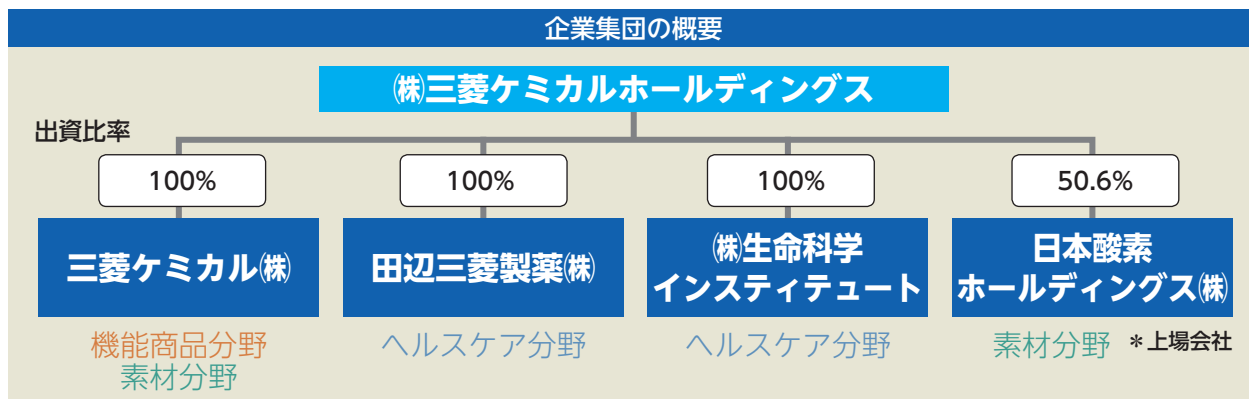 企業集団の概要
㈱三菱ケミカルホールディングス
出資比率
100%
100%
100%
50.6%
三菱ケミカル㈱
田辺三菱製薬㈱
㈱生命科学
インスティテュート
日本酸素
ホールディングス㈱
機能商品分野
素材分野
ヘルスケア分野
ヘルスケア分野
素材分野
＊上場会社